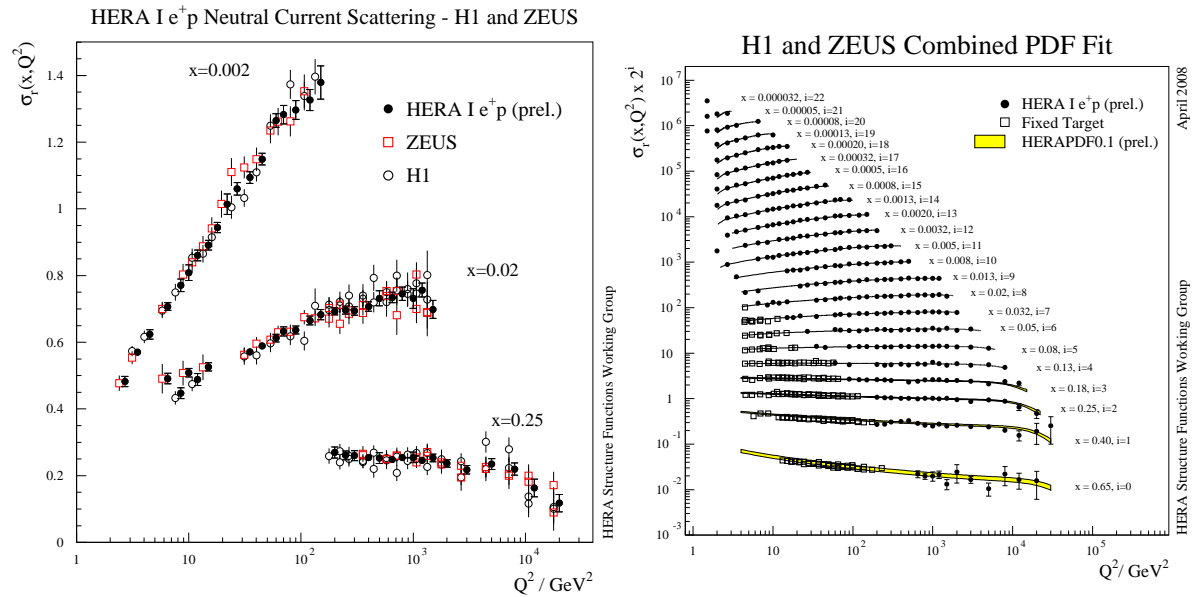 HERA I e⁺p Neutral Current Scattering - H1 and ZEUS
σr(x,Q²)
1.4
1.2
1
0.8
0.6
0.4
0.2
0
x=0.002
HERA I e⁺p (prel.)
ZEUS
H1
x=0.02
x=0.25
1
10
10²
10³
10⁴
Q² / GeV²
HERA Structure Functions Working Group
H1 and ZEUS Combined PDF Fit
April 2008
σr(x,Q²) x 2ⁱ
10⁷
10⁶
10⁵
10⁴
10³
10²
10
1
10⁻¹
10⁻²
10⁻³
x = 0.000032, i=22
x = 0.00005, i=21
x = 0.00008, i=20
x = 0.00013, i=19
x = 0.00020, i=18
x = 0.00032, i=17
x = 0.0005, i=16
x = 0.0008, i=15
x = 0.0013, i=14
x = 0.0020, i=13
x = 0.0032, i=12
x = 0.005, i=11
x = 0.008, i=10
x = 0.013, i=9
x = 0.02, i=8
x = 0.032, i=7
x = 0.05, i=6
x = 0.08, i=5
x = 0.13, i=4
x = 0.18, i=3
x = 0.25, i=2
x = 0.40, i=1
x = 0.65, i=0
HERA I e⁺p (prel.)
Fixed Target
HERAPDF0.1 (prel.)
1
10
10²
10³
10⁴
10⁵
Q²/ GeV²
HERA Structure Functions Working Group